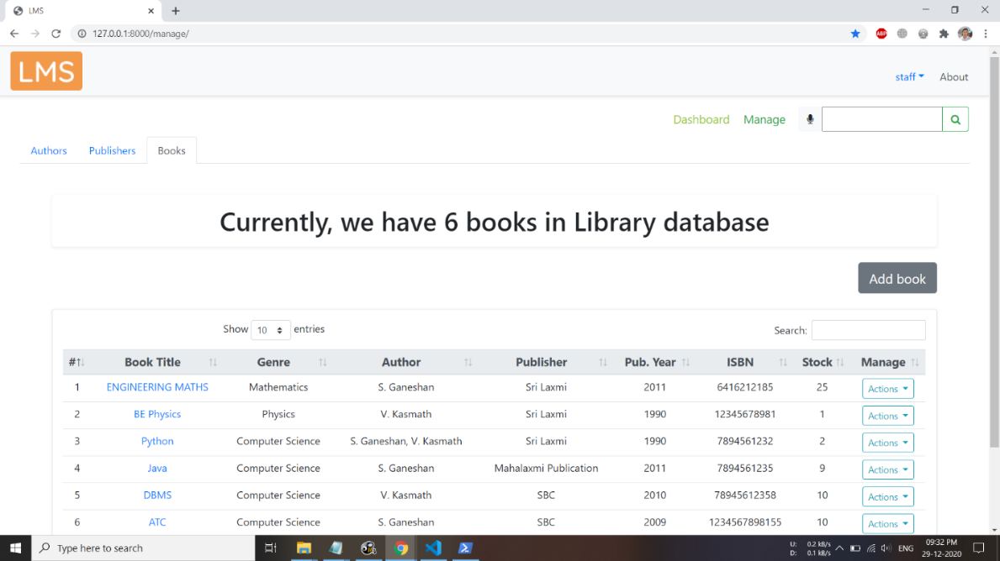 LMS
127.0.0.1:8000/manage/
ABP
LMS
staff About
Dashboard Manage
Authors Publishers Books
Currently, we have 6 books in Library database
Add book
Show 10 entries Search:
# Book Title Genre Author Publisher Pub. Year ISBN Stock Manage
1 ENGINEERING MATHS Mathematics S. Ganeshan Sri Laxmi 2011 6416212185 25 Actions
2 BE Physics Physics V. Kasmath Sri Laxmi 1990 12345678981 1 Actions
3 Python Computer Science S. Ganeshan, V. Kasmath Sri Laxmi 1990 7894561232 2 Actions
4 Java Computer Science S. Ganeshan Mahalaxmi Publication 2011 7894561235 9 Actions
5 DBMS Computer Science V. Kasmath SBC 2010 78945612358 10 Actions
6 ATC Computer Science S. Ganeshan SBC 2009 1234567898155 10 Actions
Type here to search
U: 0.2 kB/s
D: 0.1 kB/s
ENG
09:32 PM
29-12-2020